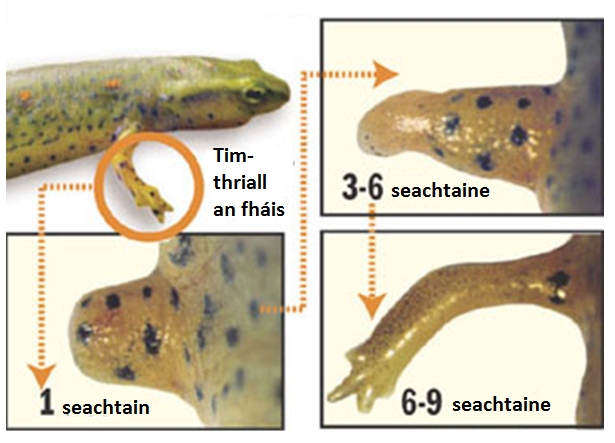 Tim-
thriall
an fháis
1 seachtain
3-6 seachtaine
6-9 seachtaine